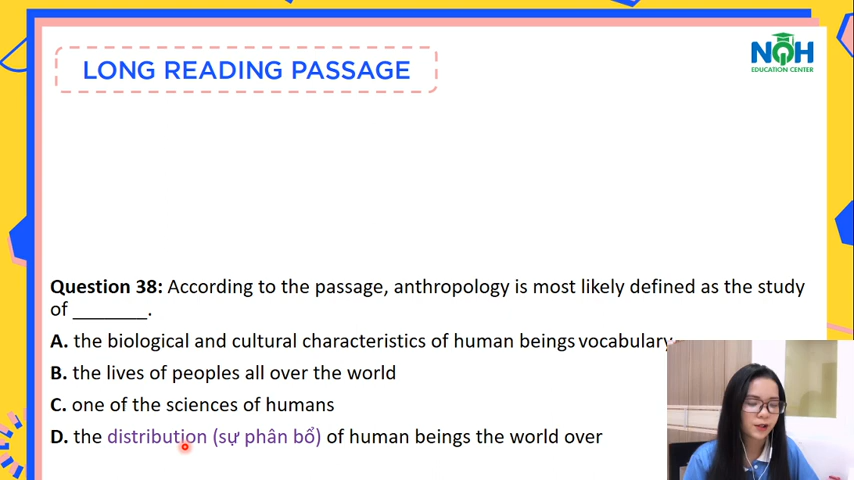 LONG READING PASSAGE
NQH
EDUCATION CENTER
Question 38: According to the passage, anthropology is most likely defined as the study
of _______.
A. the biological and cultural characteristics of human beings vocabulary
B. the lives of peoples all over the world
C. one of the sciences of humans
D. the distribution (sự phân bổ) of human beings the world over